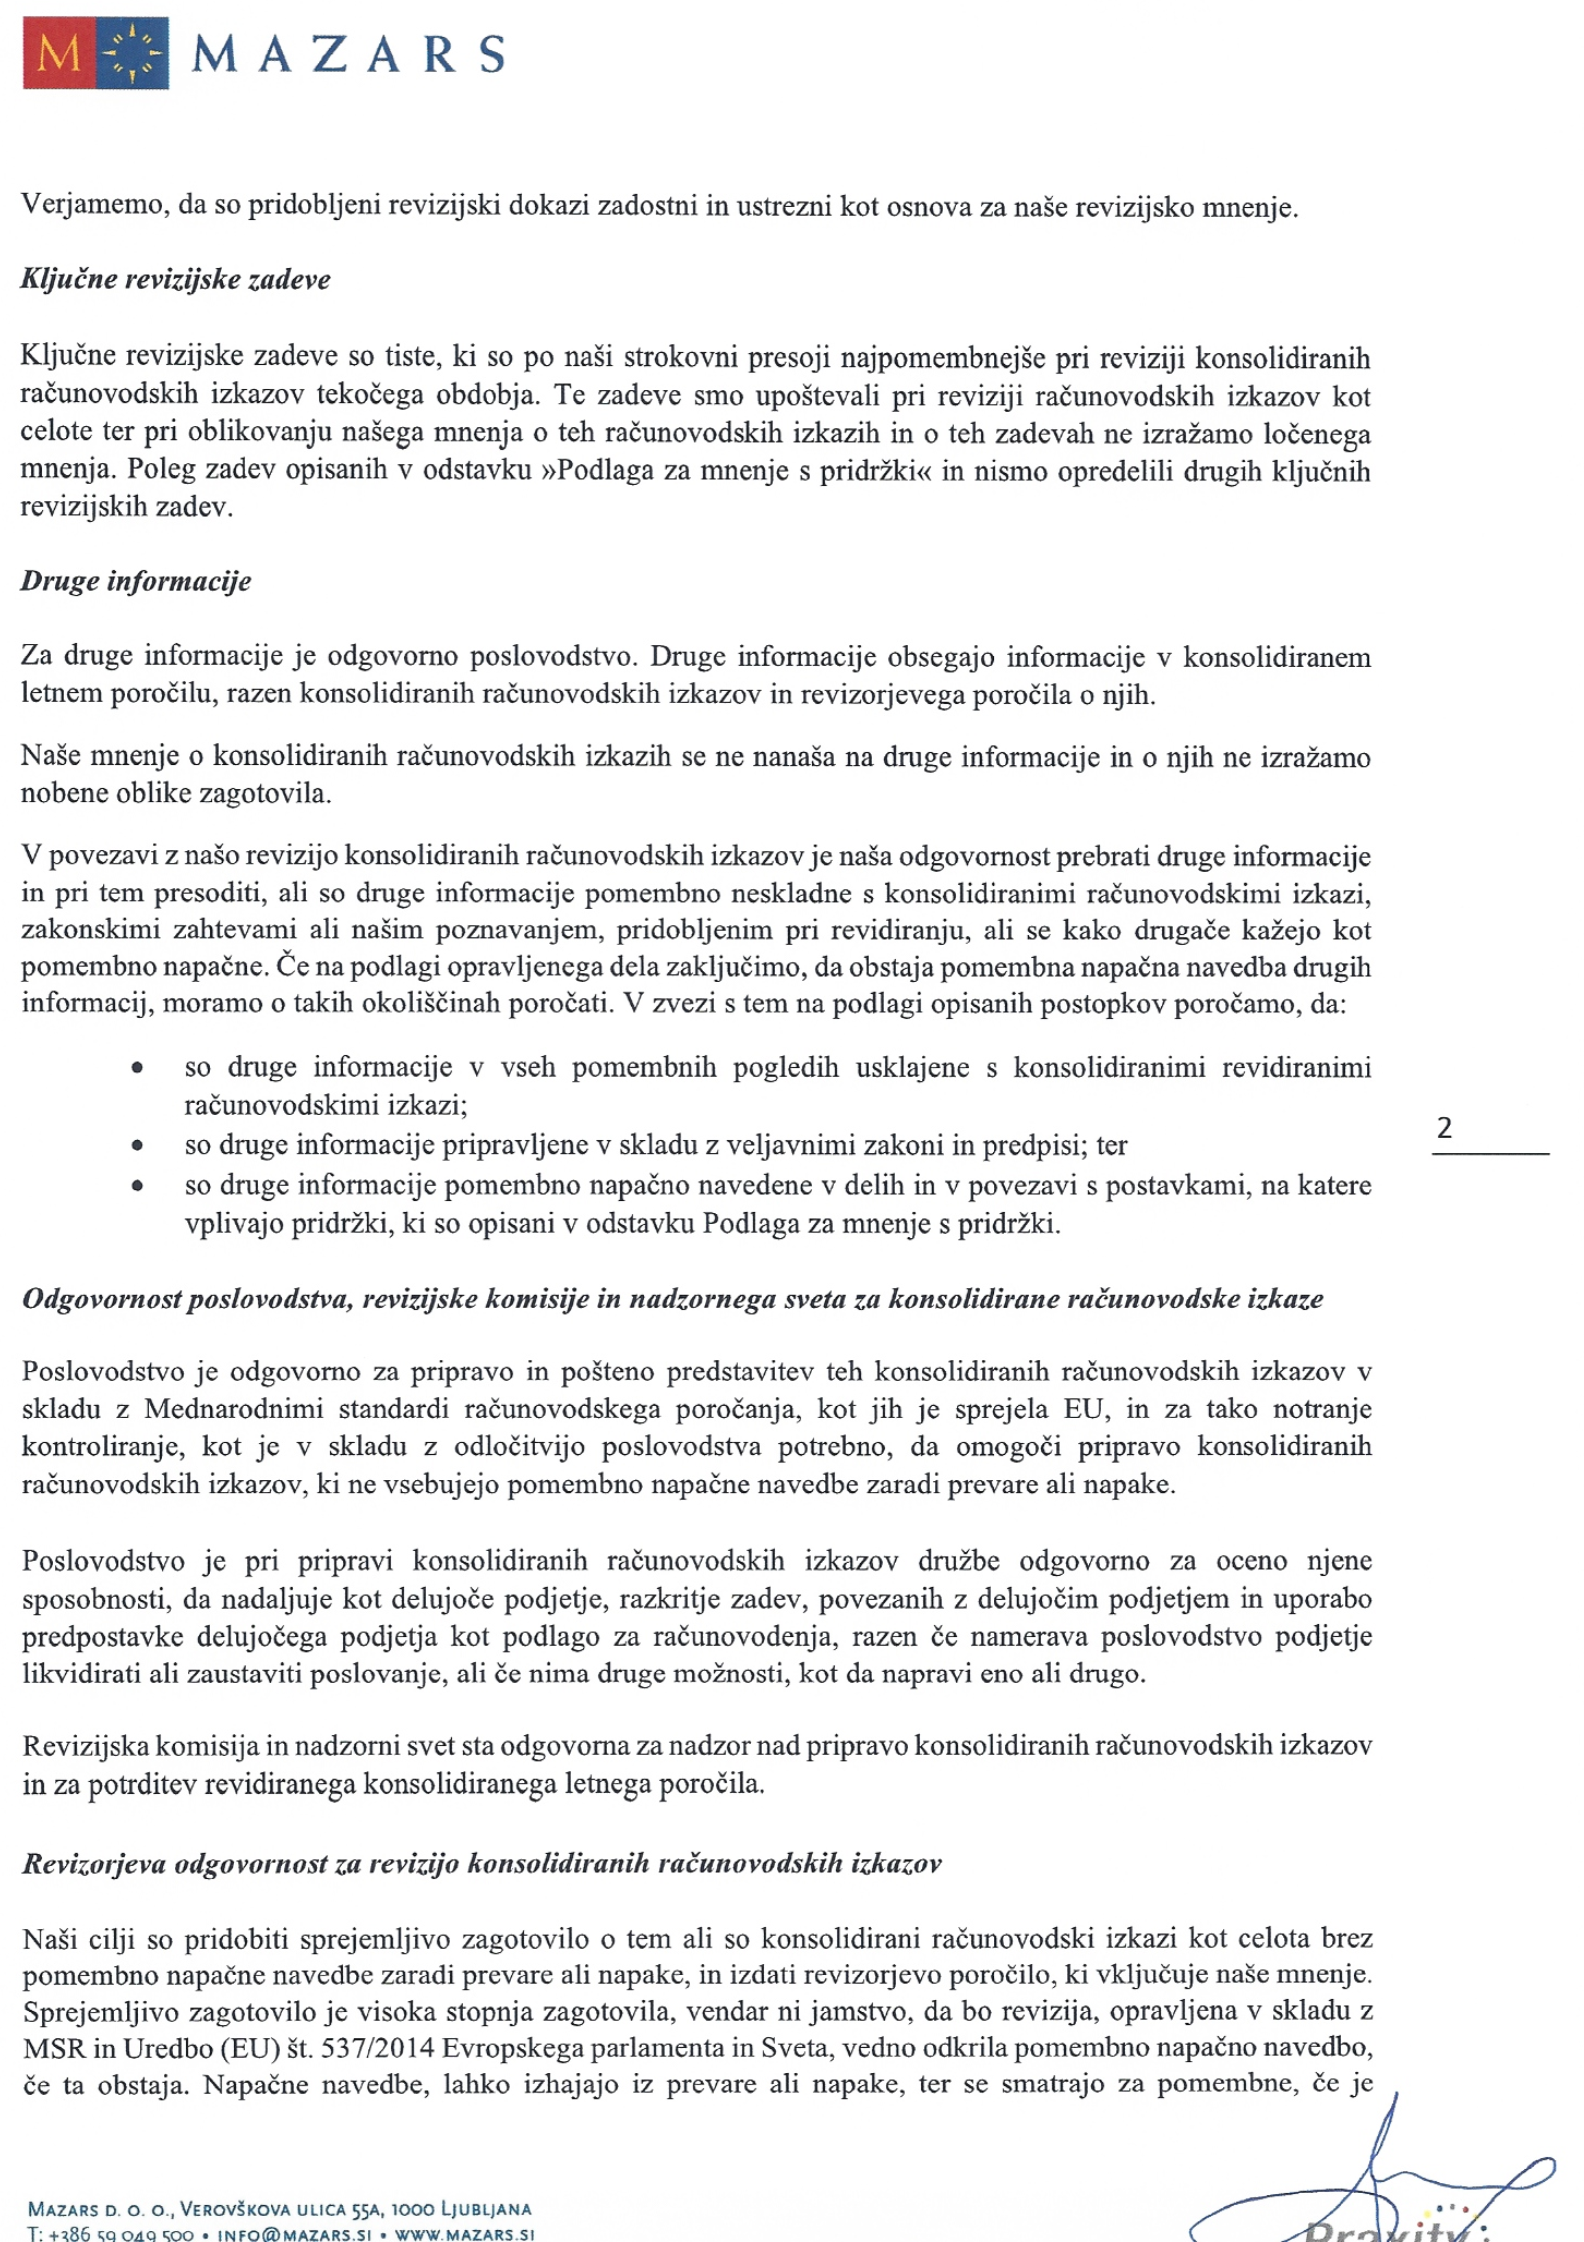 M MAZARS
Verjamemo, da so pridobljeni revizijski dokazi zadostni in ustrezni kot osnova za naše revizijsko mnenje.
Ključne revizijske zadeve
Ključne revizijske zadeve so tiste, ki so po naši strokovni presoji najpomembnejše pri reviziji konsolidiranih
računovodskih izkazov tekočega obdobja. Te zadeve smo upoštevali pri reviziji računovodskih izkazov kot
celote ter pri oblikovanju našega mnenja o teh računovodskih izkazih in o teh zadevah ne izražamo ločenega
mnenja. Poleg zadev opisanih v odstavku »Podlaga za mnenje s pridržki« in nismo opredelili drugih ključnih
revizijskih zadev.
Druge informacije
Za druge informacije je odgovorno poslovodstvo. Druge informacije obsegajo informacije v konsolidiranem
letnem poročilu, razen konsolidiranih računovodskih izkazov in revizorjevega poročila o njih.
Naše mnenje o konsolidiranih računovodskih izkazih se ne nanaša na druge informacije in o njih ne izražamo
nobene oblike zagotovila.
V povezavi z našo revizijo konsolidiranih računovodskih izkazov je naša odgovornost prebrati druge informacije
in pri tem presoditi, ali so druge informacije pomembno neskladne s konsolidiranimi računovodskimi izkazi,
zakonskimi zahtevami ali našim poznavanjem, pridobljenim pri revidiranju, ali se kako drugače kažejo kot
pomembno napačne. Če na podlagi opravljenega dela zaključimo, da obstaja pomembna napačna navedba drugih
informacij, moramo o takih okoliščinah poročati. V zvezi s tem na podlagi opisanih postopkov poročamo, da:
• so druge informacije v vseh pomembnih pogledih usklajene s konsolidiranimi revidiranimi
računovodskimi izkazi;
• so druge informacije pripravljene v skladu z veljavnimi zakoni in predpisi; ter
• so druge informacije pomembno napačno navedene v delih in v povezavi s postavkami, na katere
vplivajo pridržki, ki so opisani v odstavku Podlaga za mnenje s pridržki.
2
Odgovornost poslovodstva, revizijske komisije in nadzornega sveta za konsolidirane računovodske izkaze
Poslovodstvo je odgovorno za pripravo in pošteno predstavitev teh konsolidiranih računovodskih izkazov v
skladu z Mednarodnimi standardi računovodskega poročanja, kot jih je sprejela EU, in za tako notranje
kontroliranje, kot je v skladu z odločitvijo poslovodstva potrebno, da omogoči pripravo konsolidiranih
računovodskih izkazov, ki ne vsebujejo pomembno napačne navedbe zaradi prevare ali napake.
Poslovodstvo je pri pripravi konsolidiranih računovodskih izkazov družbe odgovorno za oceno njene
sposobnosti, da nadaljuje kot delujoče podjetje, razkritje zadev, povezanih z delujočim podjetjem in uporabo
predpostavke delujočega podjetja kot podlago za računovodenja, razen če namerava poslovodstvo podjetje
likvidirati ali zaustaviti poslovanje, ali če nima druge možnosti, kot da napravi eno ali drugo.
Revizijska komisija in nadzorni svet sta odgovorna za nadzor nad pripravo konsolidiranih računovodskih izkazov
in za potrditev revidiranega konsolidiranega letnega poročila.
Revizorjeva odgovornost za revizijo konsolidiranih računovodskih izkazov
Naši cilji so pridobiti sprejemljivo zagotovilo o tem ali so konsolidirani računovodski izkazi kot celota brez
pomembno napačne navedbe zaradi prevare ali napake, in izdati revizorjevo poročilo, ki vključuje naše mnenje.
Sprejemljivo zagotovilo je visoka stopnja zagotovila, vendar ni jamstvo, da bo revizija, opravljena v skladu z
MSR in Uredbo (EU) št. 537/2014 Evropskega parlamenta in Sveta, vedno odkrila pomembno napačno navedbo,
če ta obstaja. Napačne navedbe, lahko izhajajo iz prevare ali napake, ter se smatrajo za pomembne, če je
MAZARS D. O. O., VEROVŠKOVA ULICA 55A, 1000 LJUBLJANA
T: +386 59 049 500 • INFO@MAZARS.SI • WWW.MAZARS.SI
Praxity